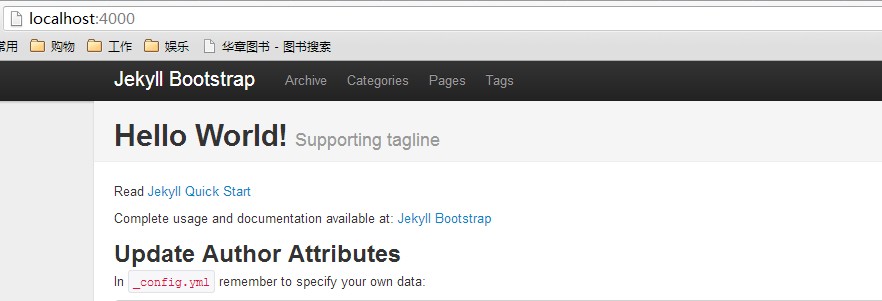 localhost:4000
常用 购物 工作 娱乐 华章图书 - 图书搜索
Jekyll Bootstrap Archive Categories Pages Tags
Hello World! Supporting tagline
Read Jekyll Quick Start
Complete usage and documentation available at: Jekyll Bootstrap
Update Author Attributes
In _config.yml remember to specify your own data: